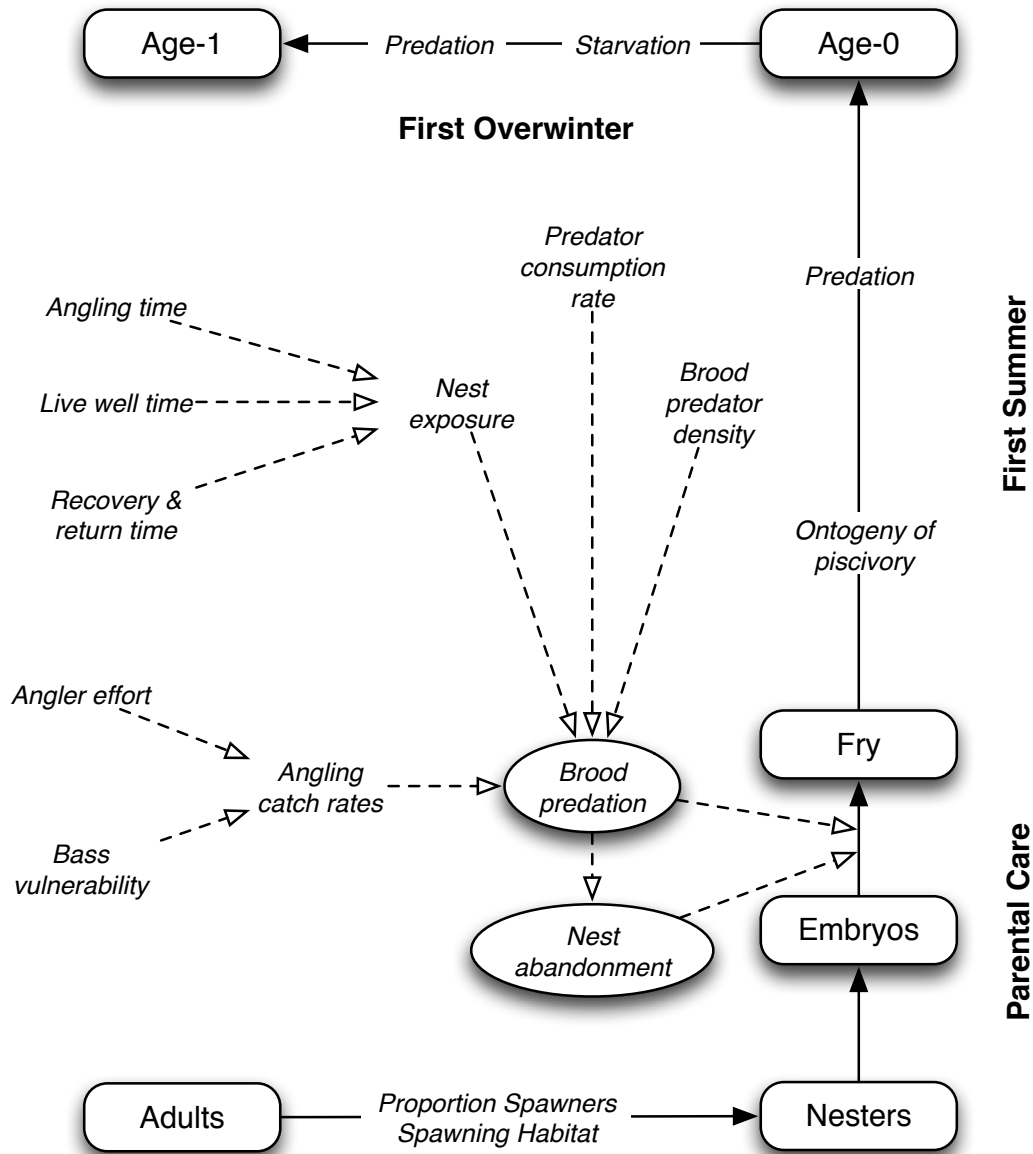 Age-1
Predation
Starvation
Age-0
First Overwinter
Predator
consumption
rate
Predation
Angling time
Live well time
Recovery &
return time
Nest
exposure
Brood
predator
density
First Summer
Ontogeny of
piscivory
Angler effort
Bass
vulnerability
Angling
catch rates
Brood
predation
Nest
abandonment
Fry
Embryos
Parental Care
Adults
Proportion Spawners
Spawning Habitat
Nesters